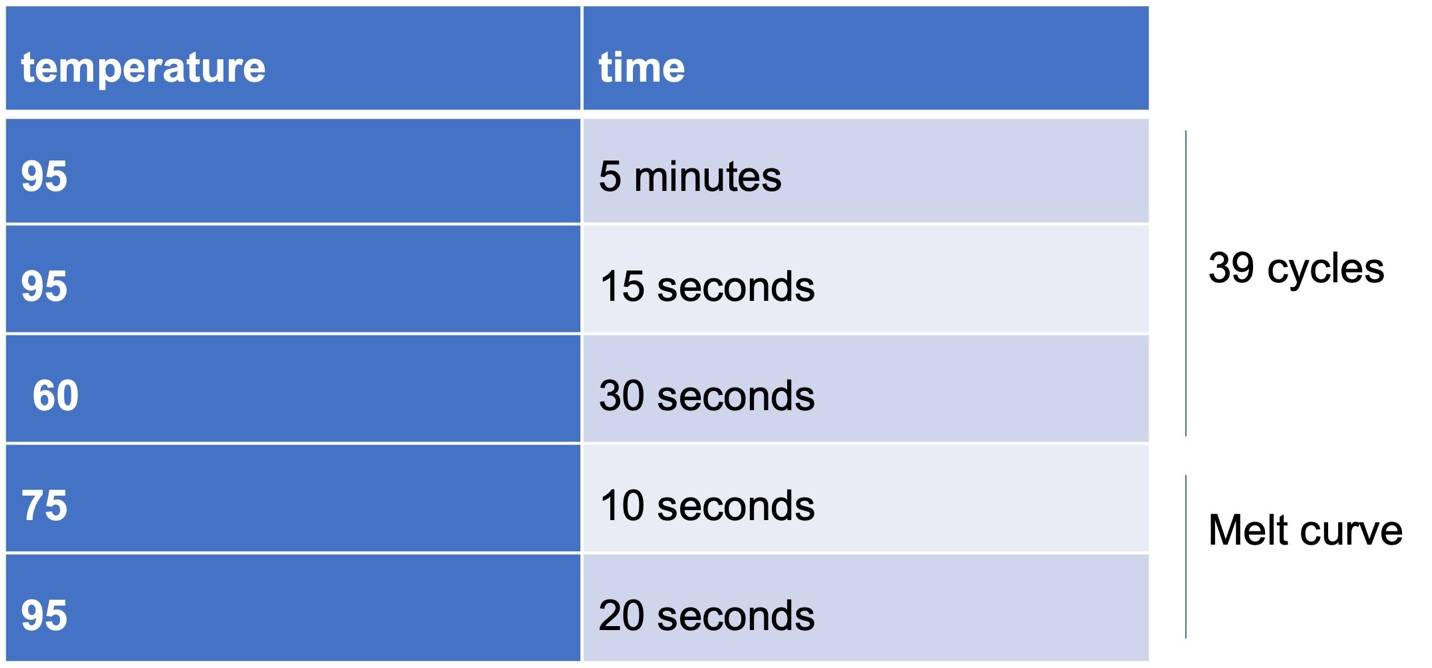 temperature time
95 5 minutes
95 15 seconds
39 cycles
60 30 seconds
75 10 seconds
Melt curve
95 20 seconds